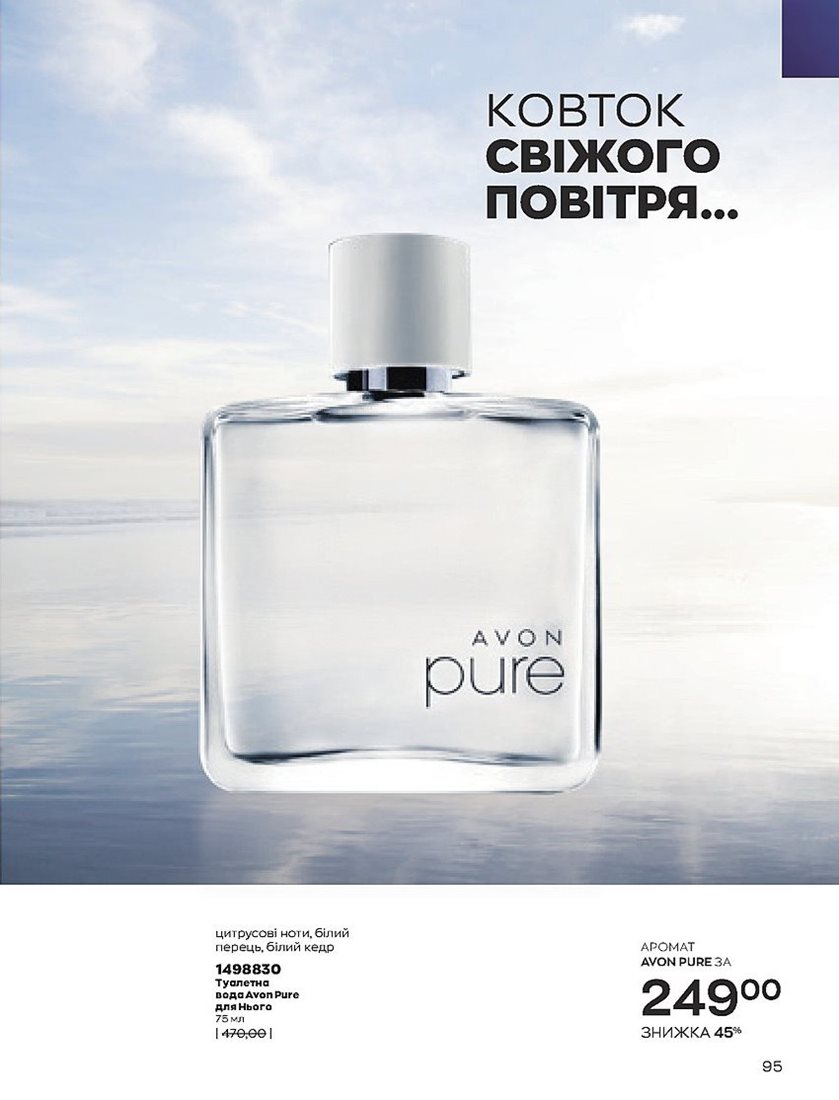 КОВТОК
СВІЖОГО
ПОВІТРЯ...
AVON
pure
цитрусові ноти, білий
перець, білий кедр
1498830
Туалетна
вода Avon Pure
для Нього
75 мл
| 470,00 |
АРОМАТ
AVON PURE ЗА
249⁰⁰
ЗНИЖКА 45%
95